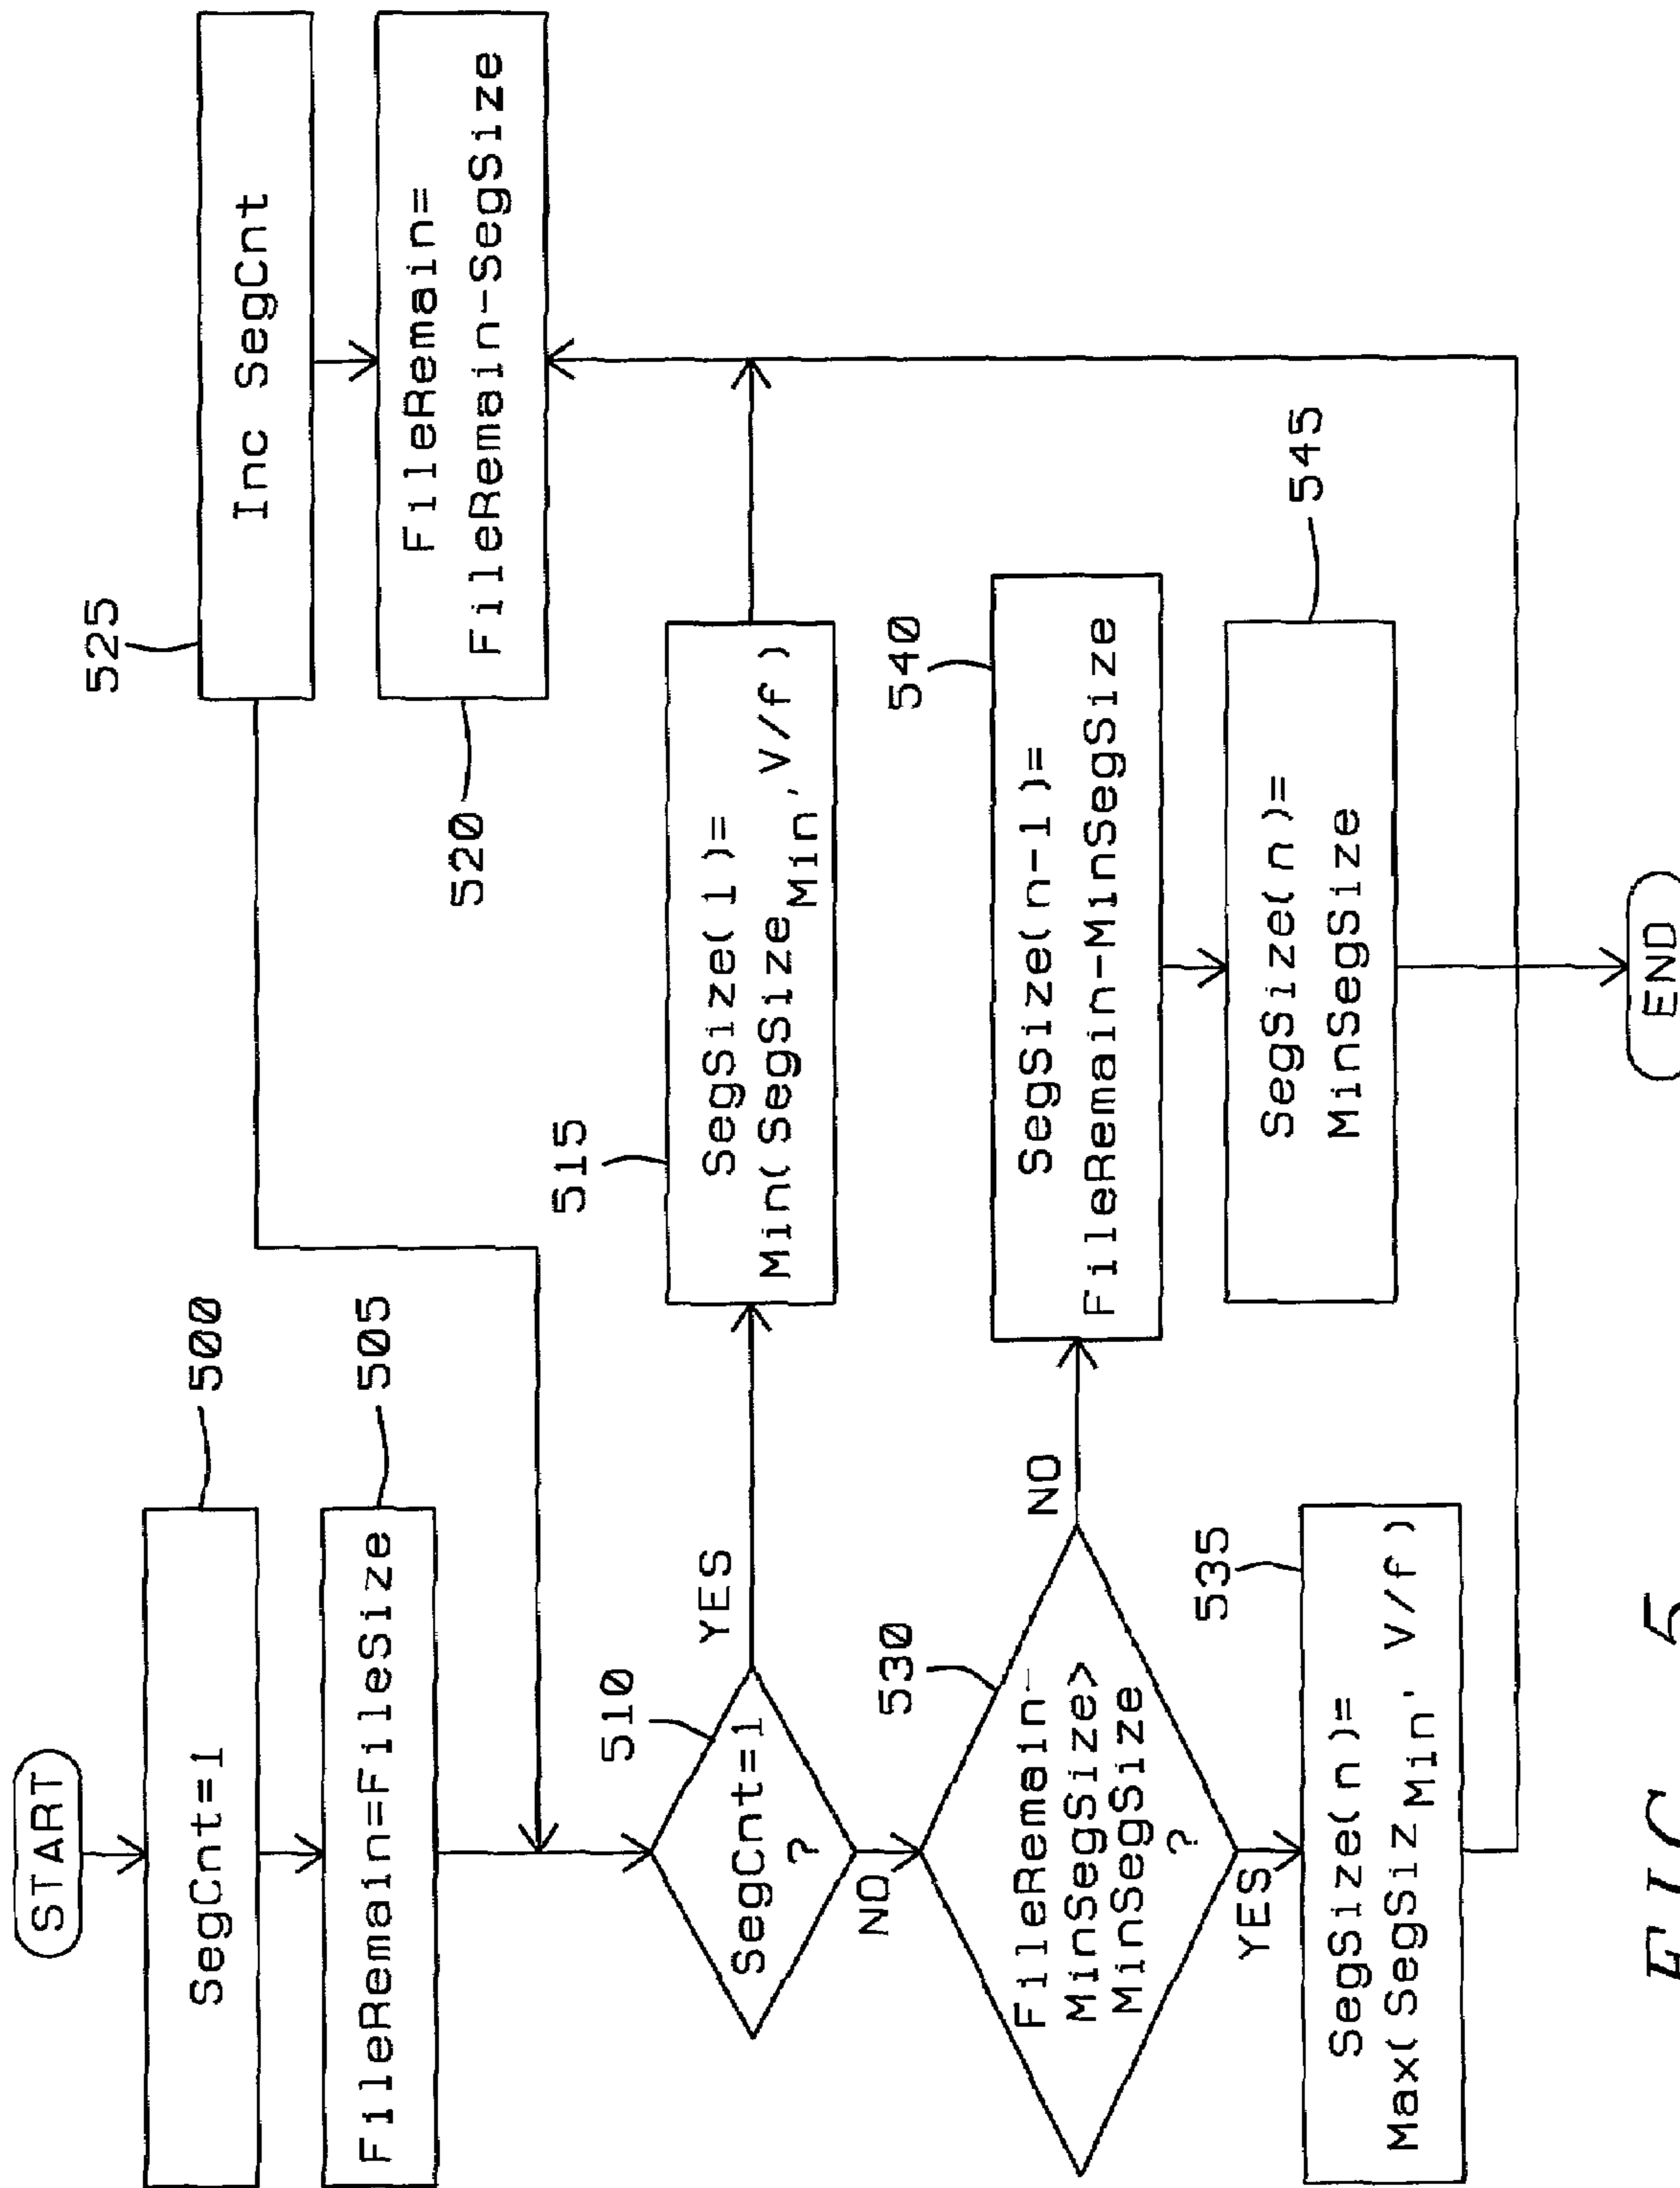 START
SegCnt=1
500
FileRemain=FileSize
505
510
SegCnt=1
?
YES
NO
515
SegSize(1)=
Min(SegSizeMin, V/f)
525
Inc SegCnt
520
FileRemain=
FileRemain-SegSize
530
FileRemain-
MinSegSize>
MinSegSize
?
NO
YES
535
SegSize(n)=
Max(SegSizMin, V/f)
540
SegSize(n-1)=
FileRemain-MinSegSize
545
SegSize(n)=
MinSegSize
END
FIG. 5